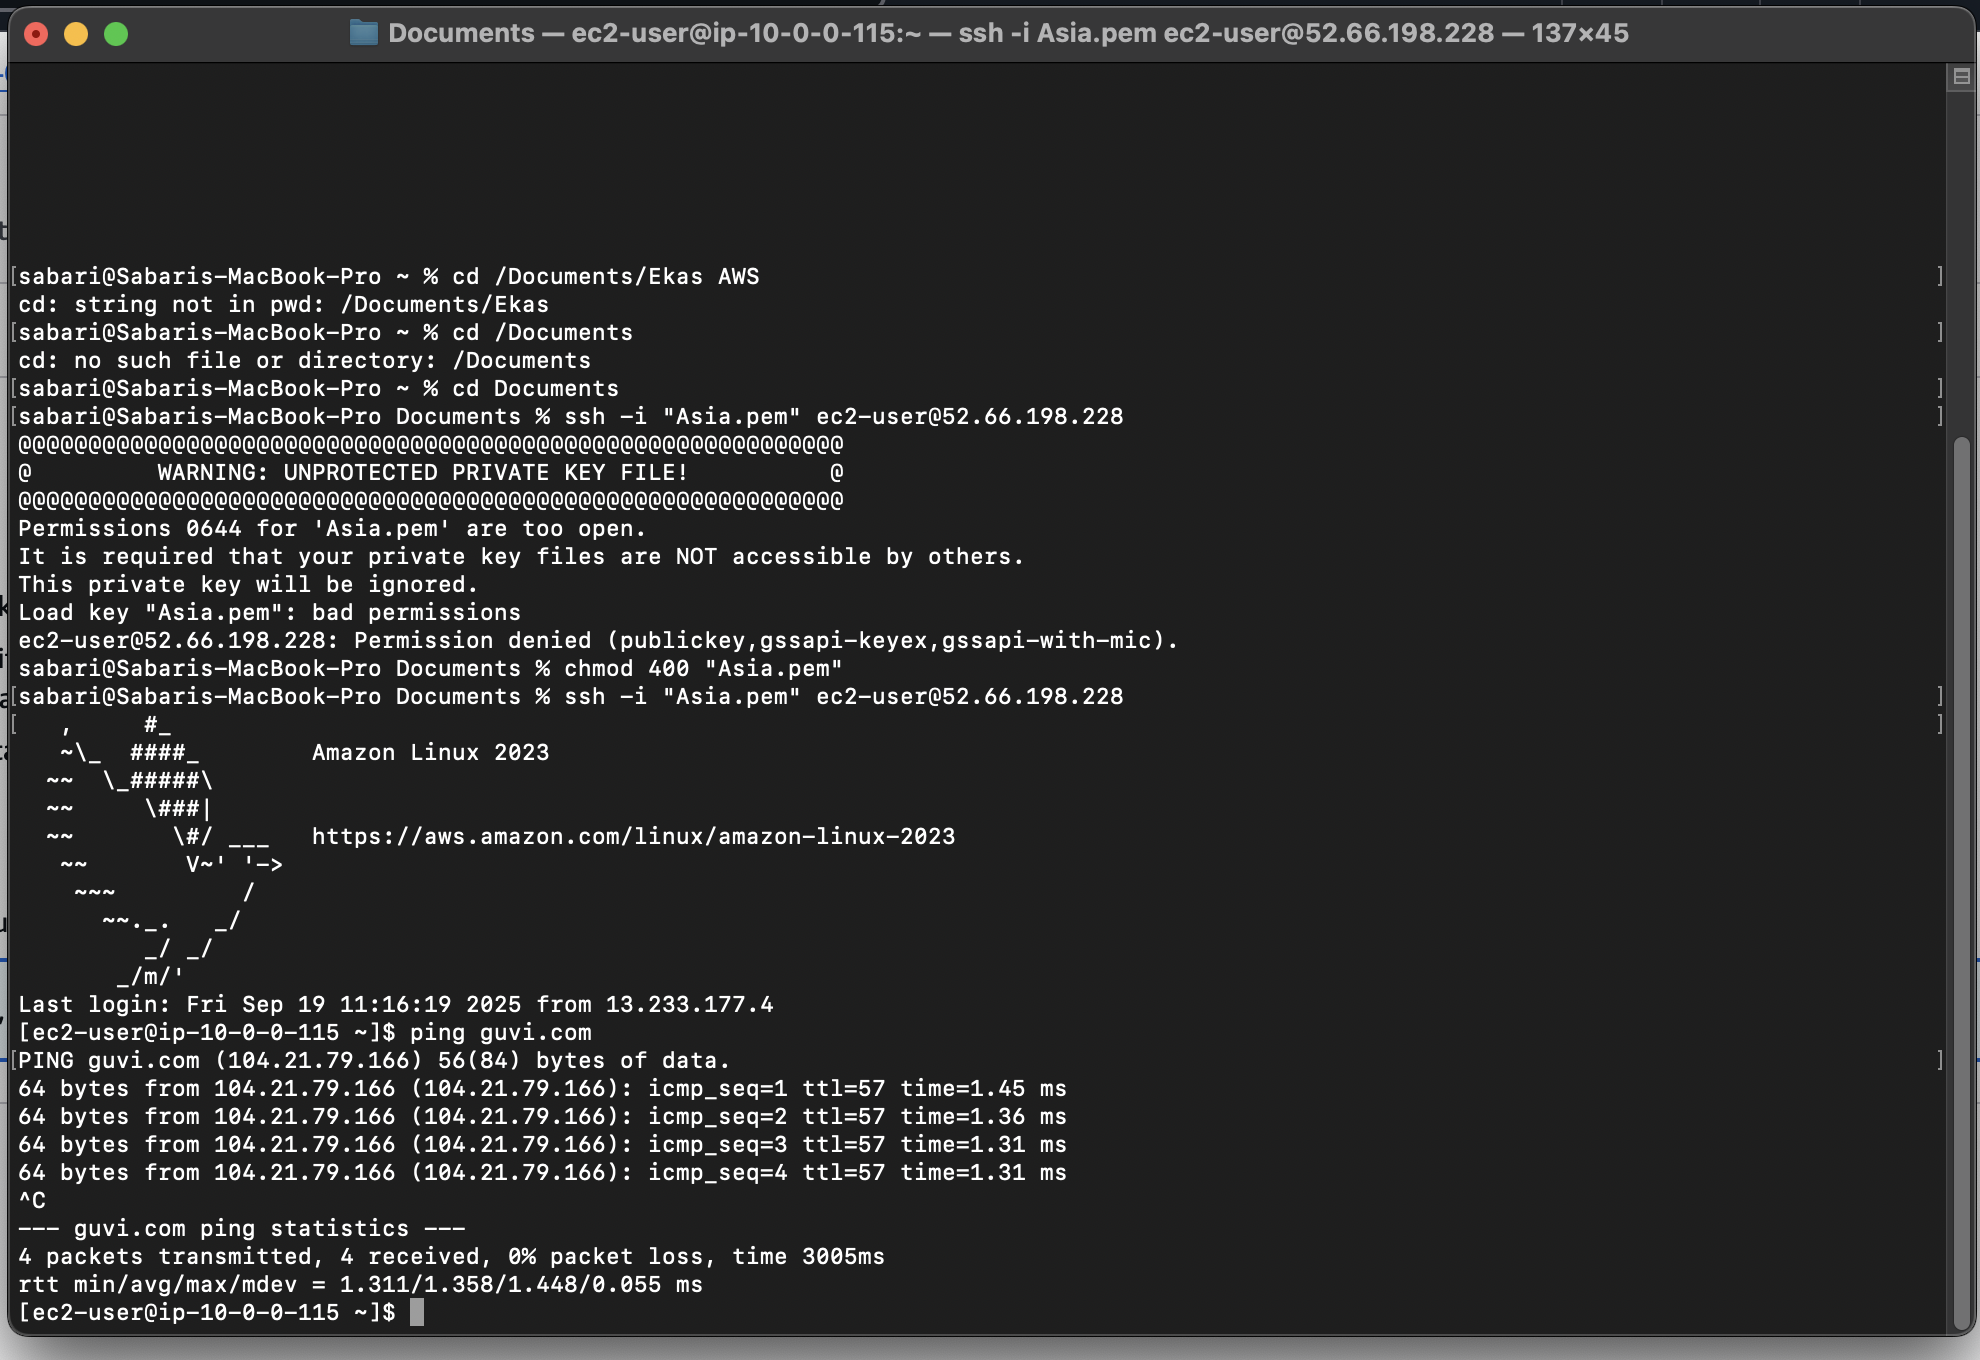 Documents — ec2-user@ip-10-0-0-115:~ — ssh -i Asia.pem ec2-user@52.66.198.228 — 137×45
[sabari@Sabaris-MacBook-Pro ~ % cd /Documents/Ekas AWS ]
cd: string not in pwd: /Documents/Ekas
[sabari@Sabaris-MacBook-Pro ~ % cd /Documents ]
cd: no such file or directory: /Documents
[sabari@Sabaris-MacBook-Pro ~ % cd Documents ]
[sabari@Sabaris-MacBook-Pro Documents % ssh -i "Asia.pem" ec2-user@52.66.198.228 ]
@@@@@@@@@@@@@@@@@@@@@@@@@@@@@@@@@@@@@@@@@@@@@@@@@@@@@@@@@@@
@         WARNING: UNPROTECTED PRIVATE KEY FILE!          @
@@@@@@@@@@@@@@@@@@@@@@@@@@@@@@@@@@@@@@@@@@@@@@@@@@@@@@@@@@@
Permissions 0644 for 'Asia.pem' are too open.
It is required that your private key files are NOT accessible by others.
This private key will be ignored.
Load key "Asia.pem": bad permissions
ec2-user@52.66.198.228: Permission denied (publickey,gssapi-keyex,gssapi-with-mic).
sabari@Sabaris-MacBook-Pro Documents % chmod 400 "Asia.pem"
[sabari@Sabaris-MacBook-Pro Documents % ssh -i "Asia.pem" ec2-user@52.66.198.228 ]
[   ,     #_ ]
   ~\_  ####_        Amazon Linux 2023
  ~~  \_#####\
  ~~     \###|
  ~~       \#/ ___   https://aws.amazon.com/linux/amazon-linux-2023
   ~~       V~' '->
    ~~~         /
      ~~._.   _/
         _/ _/
       _/m/'
Last login: Fri Sep 19 11:16:19 2025 from 13.233.177.4
[ec2-user@ip-10-0-0-115 ~]$ ping guvi.com
[PING guvi.com (104.21.79.166) 56(84) bytes of data. ]
64 bytes from 104.21.79.166 (104.21.79.166): icmp_seq=1 ttl=57 time=1.45 ms
64 bytes from 104.21.79.166 (104.21.79.166): icmp_seq=2 ttl=57 time=1.36 ms
64 bytes from 104.21.79.166 (104.21.79.166): icmp_seq=3 ttl=57 time=1.31 ms
64 bytes from 104.21.79.166 (104.21.79.166): icmp_seq=4 ttl=57 time=1.31 ms
^C
--- guvi.com ping statistics ---
4 packets transmitted, 4 received, 0% packet loss, time 3005ms
rtt min/avg/max/mdev = 1.311/1.358/1.448/0.055 ms
[ec2-user@ip-10-0-0-115 ~]$